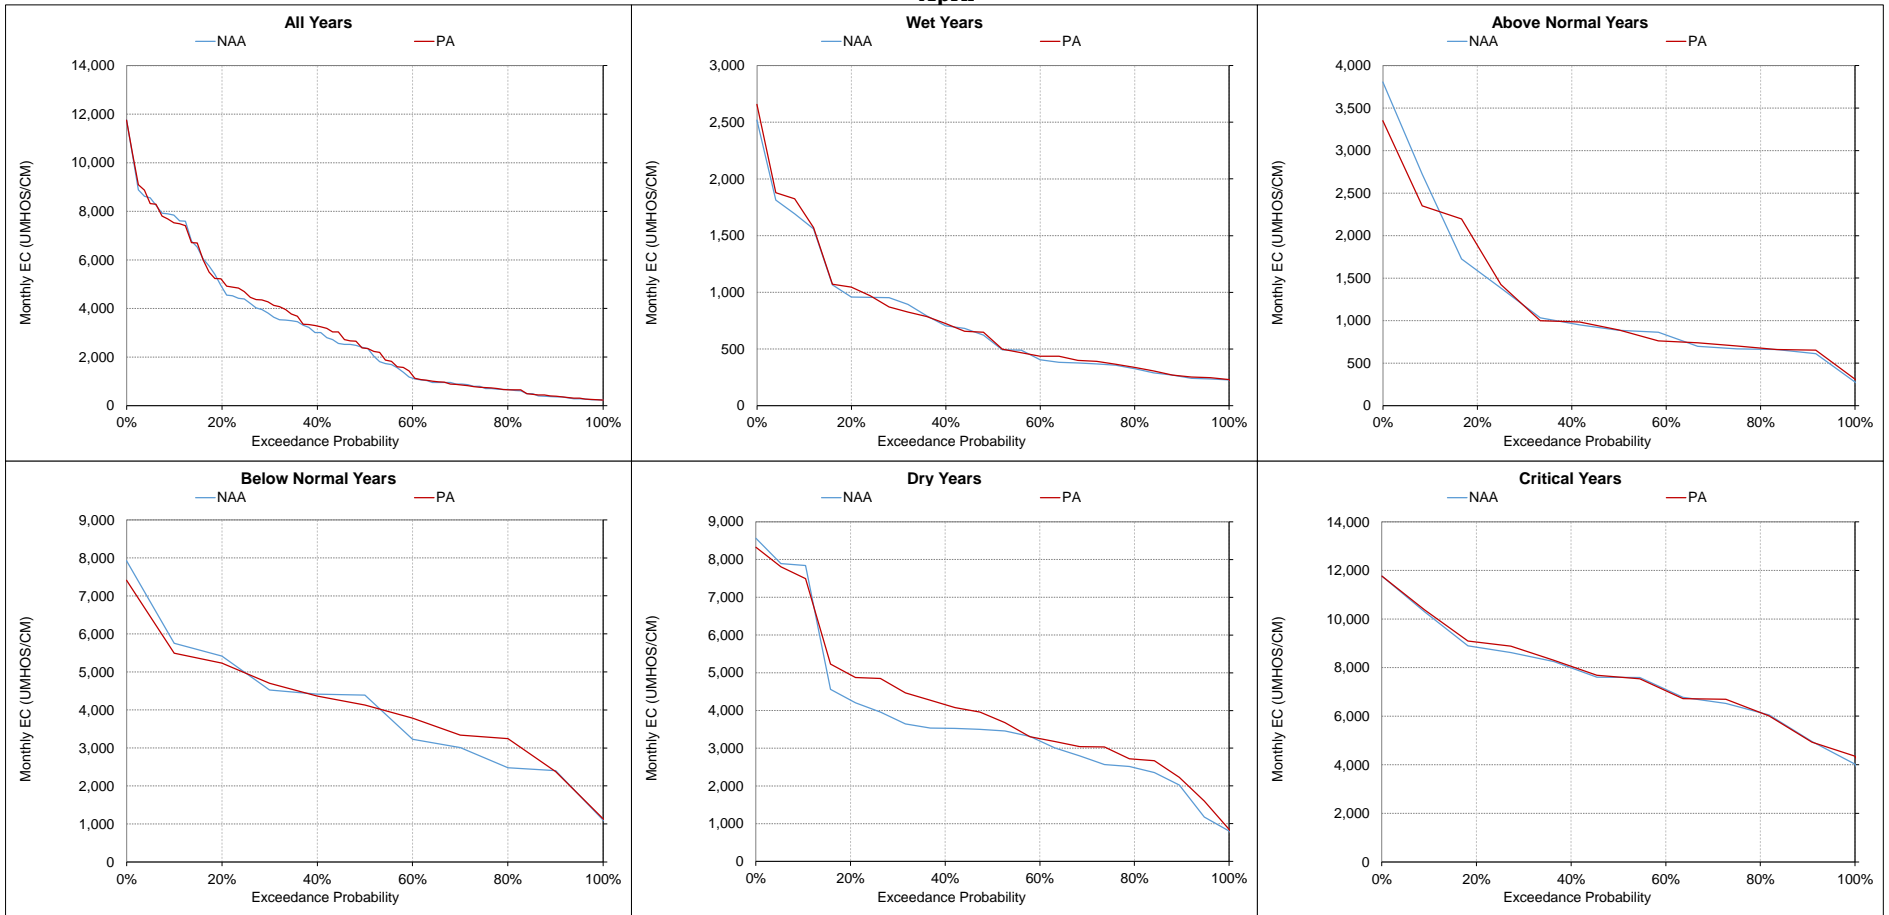 All Years
NAA PA
14,000
12,000
10,000
8,000
6,000
4,000
2,000
0
Monthly EC (UMHOS/CM)
0% 20% 40% 60% 80% 100%
Exceedance Probability
Wet Years
NAA PA
3,000
2,500
2,000
1,500
1,000
500
0
Monthly EC (UMHOS/CM)
0% 20% 40% 60% 80% 100%
Exceedance Probability
Above Normal Years
NAA PA
4,000
3,500
3,000
2,500
2,000
1,500
1,000
500
0
Monthly EC (UMHOS/CM)
0% 20% 40% 60% 80% 100%
Exceedance Probability
Below Normal Years
NAA PA
9,000
8,000
7,000
6,000
5,000
4,000
3,000
2,000
1,000
0
Monthly EC (UMHOS/CM)
0% 20% 40% 60% 80% 100%
Exceedance Probability
Dry Years
NAA PA
9,000
8,000
7,000
6,000
5,000
4,000
3,000
2,000
1,000
0
Monthly EC (UMHOS/CM)
0% 20% 40% 60% 80% 100%
Exceedance Probability
Critical Years
NAA PA
14,000
12,000
10,000
8,000
6,000
4,000
2,000
0
Monthly EC (UMHOS/CM)
0% 20% 40% 60% 80% 100%
Exceedance Probability